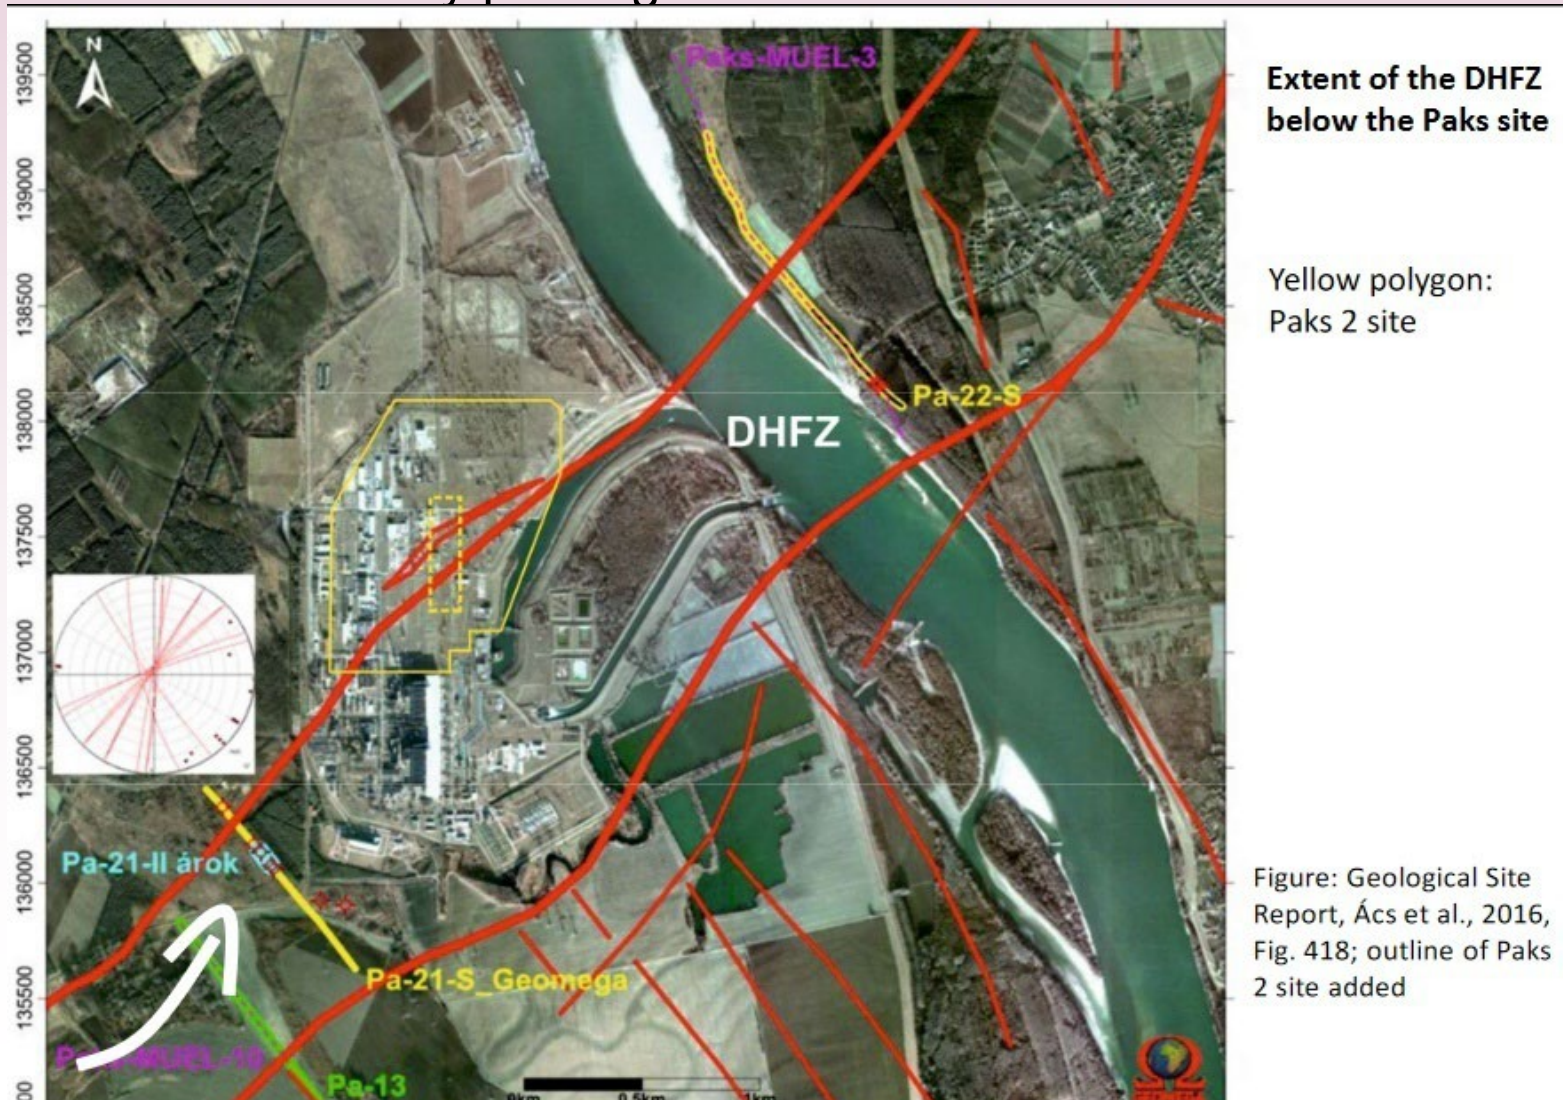 N
Paks-MUEL-3
Extent of the DHFZ
below the Paks site
Yellow polygon:
Paks 2 site
139500
139000
138500
138000
137500
137000
136500
136000
135500
DHFZ
Pa-22-S
Pa-21-II árok
Pa-21-S_Geomega
Pa-13
0km 0.5km 1km
Figure: Geological Site
Report, Ács et al., 2016,
Fig. 418; outline of Paks
2 site added